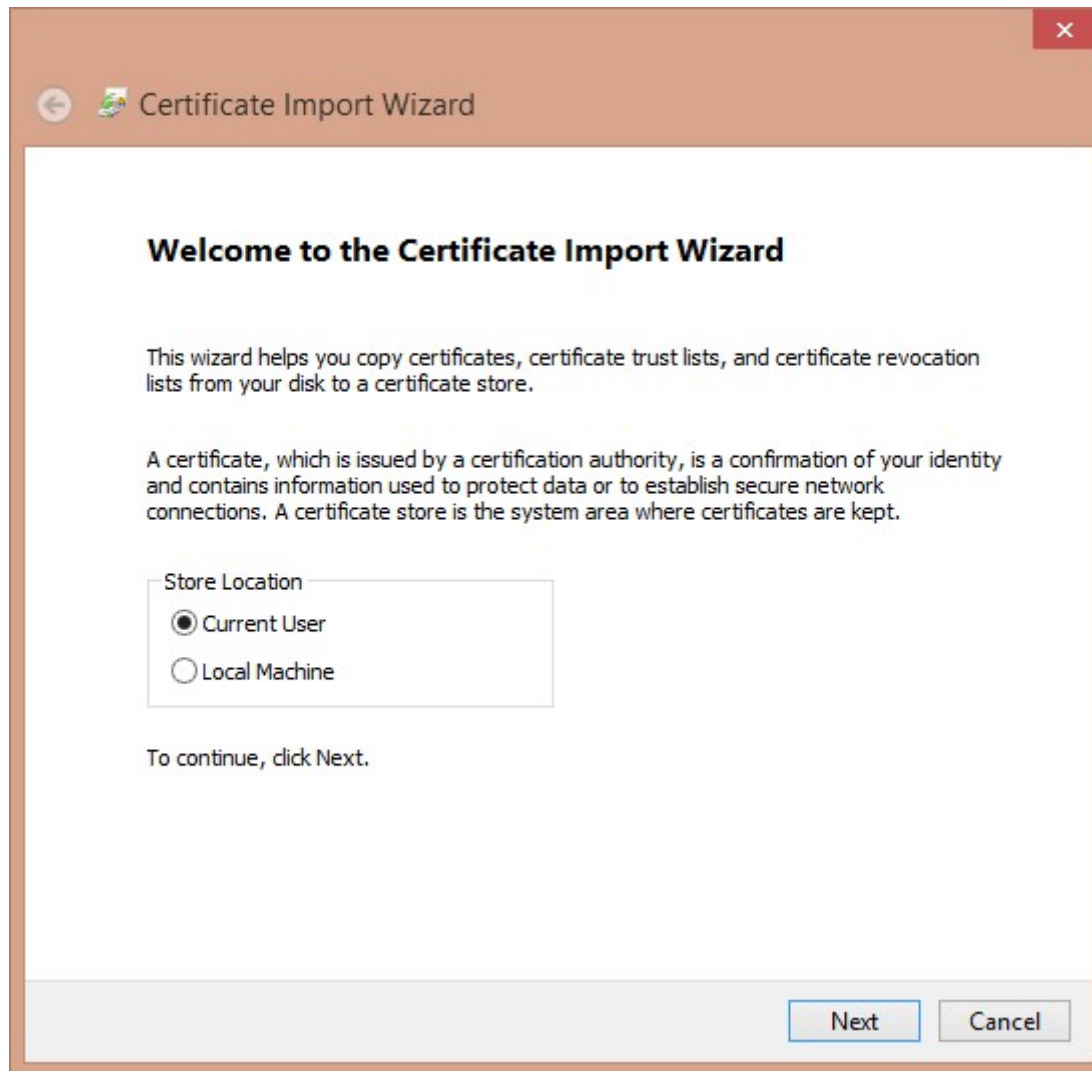 Certificate Import Wizard
Welcome to the Certificate Import Wizard
This wizard helps you copy certificates, certificate trust lists, and certificate revocation
lists from your disk to a certificate store.
A certificate, which is issued by a certification authority, is a confirmation of your identity
and contains information used to protect data or to establish secure network
connections. A certificate store is the system area where certificates are kept.
Store Location
Current User
Local Machine
To continue, click Next.
Next Cancel